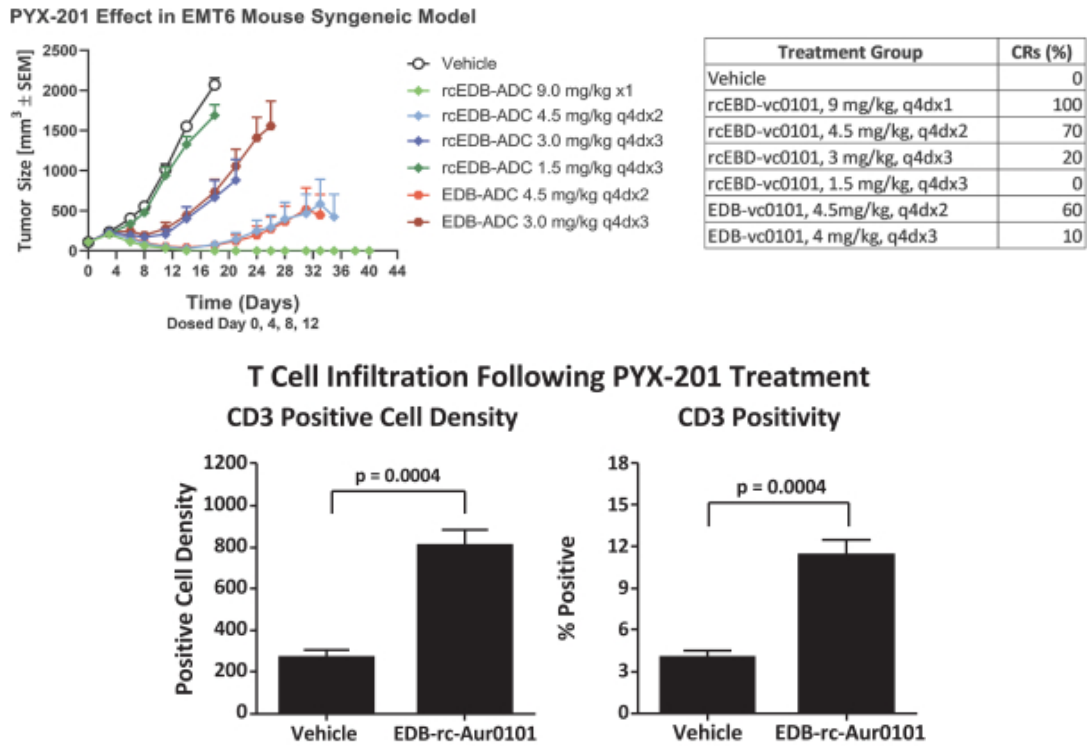 PYX-201 Effect in EMT6 Mouse Syngeneic Model
Tumor Size [mm³ ± SEM]
2500
2000
1500
1000
500
0
0 4 8 12 16 20 24 28 32 36 40 44
Time (Days)
Dosed Day 0, 4, 8, 12
Vehicle
rcEDB-ADC 9.0 mg/kg x1
rcEDB-ADC 4.5 mg/kg q4dx2
rcEDB-ADC 3.0 mg/kg q4dx3
rcEDB-ADC 1.5 mg/kg q4dx3
EDB-ADC 4.5 mg/kg q4dx2
EDB-ADC 3.0 mg/kg q4dx3
Treatment Group CRs (%)
Vehicle 0
rcEBD-vc0101, 9 mg/kg, q4dx1 100
rcEBD-vc0101, 4.5 mg/kg, q4dx2 70
rcEBD-vc0101, 3 mg/kg, q4dx3 20
rcEBD-vc0101, 1.5 mg/kg, q4dx3 0
EDB-vc0101, 4.5mg/kg, q4dx2 60
EDB-vc0101, 4 mg/kg, q4dx3 10
T Cell Infiltration Following PYX-201 Treatment
CD3 Positive Cell Density
Positive Cell Density
1200
1000
800
600
400
200
0
p = 0.0004
Vehicle EDB-rc-Aur0101
CD3 Positivity
% Positive
18
15
12
9
6
3
0
p = 0.0004
Vehicle EDB-rc-Aur0101